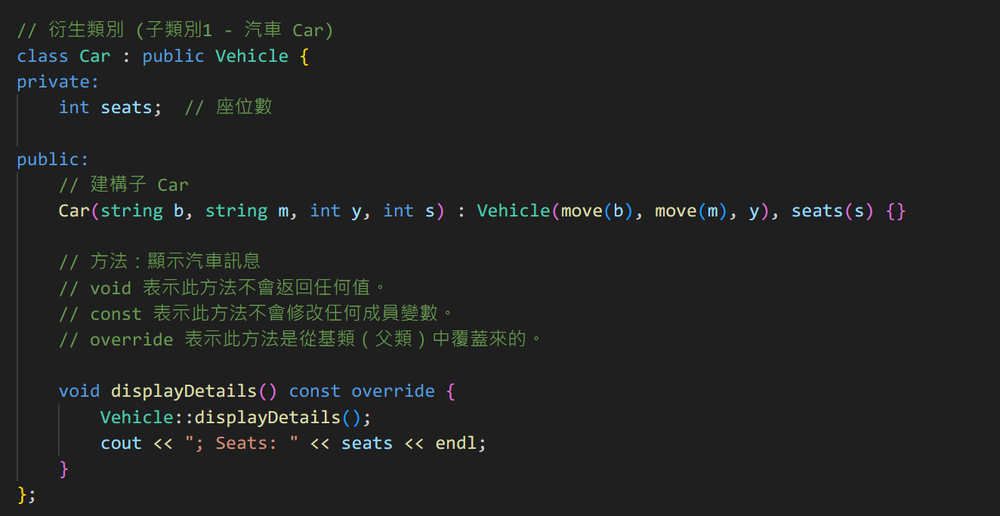 // 衍生類別 (子類別1 - 汽車 Car)
class Car : public Vehicle {
private:
    int seats;  // 座位數

public:
    // 建構子 Car
    Car(string b, string m, int y, int s) : Vehicle(move(b), move(m), y), seats(s) {}

    // 方法：顯示汽車訊息
    // void 表示此方法不會返回任何值。
    // const 表示此方法不會修改任何成員變數。
    // override 表示此方法是從基類（父類）中覆蓋來的。

    void displayDetails() const override {
        Vehicle::displayDetails();
        cout << "; Seats: " << seats << endl;
    }
};